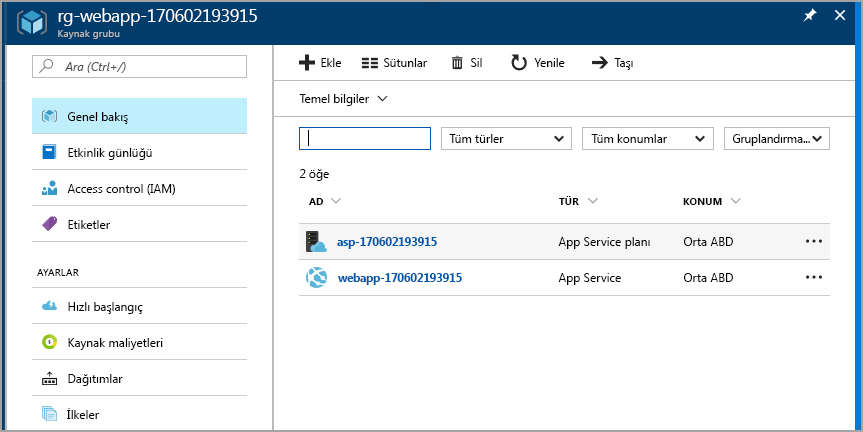 rg-webapp-170602193915
Kaynak grubu
Ara (Ctrl+/)
Genel bakış
Etkinlik günlüğü
Access control (IAM)
Etiketler
AYARLAR
Hızlı başlangıç
Kaynak maliyetleri
Dağıtımlar
İlkeler
Ekle Sütunlar Sil Yenile Taşı
Temel bilgiler
Tüm türler Tüm konumlar Gruplandırma...
2 öğe
AD TÜR KONUM
asp-170602193915 App Service planı Orta ABD
webapp-170602193915 App Service Orta ABD